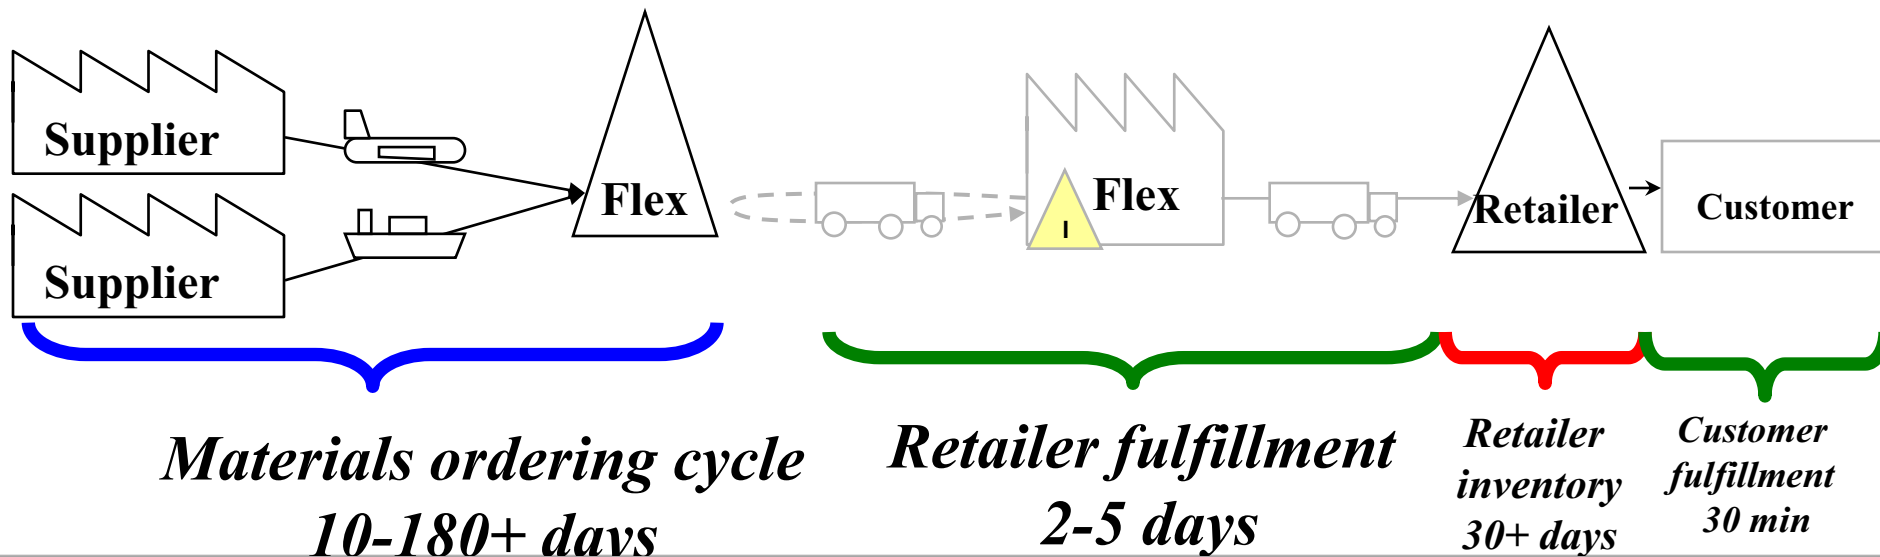 Supplier
Supplier
Flex
I
Flex
Retailer
Customer
Materials ordering cycle
10-180+ days
Retailer fulfillment
2-5 days
Retailer
inventory
30+ days
Customer
fulfillment
30 min